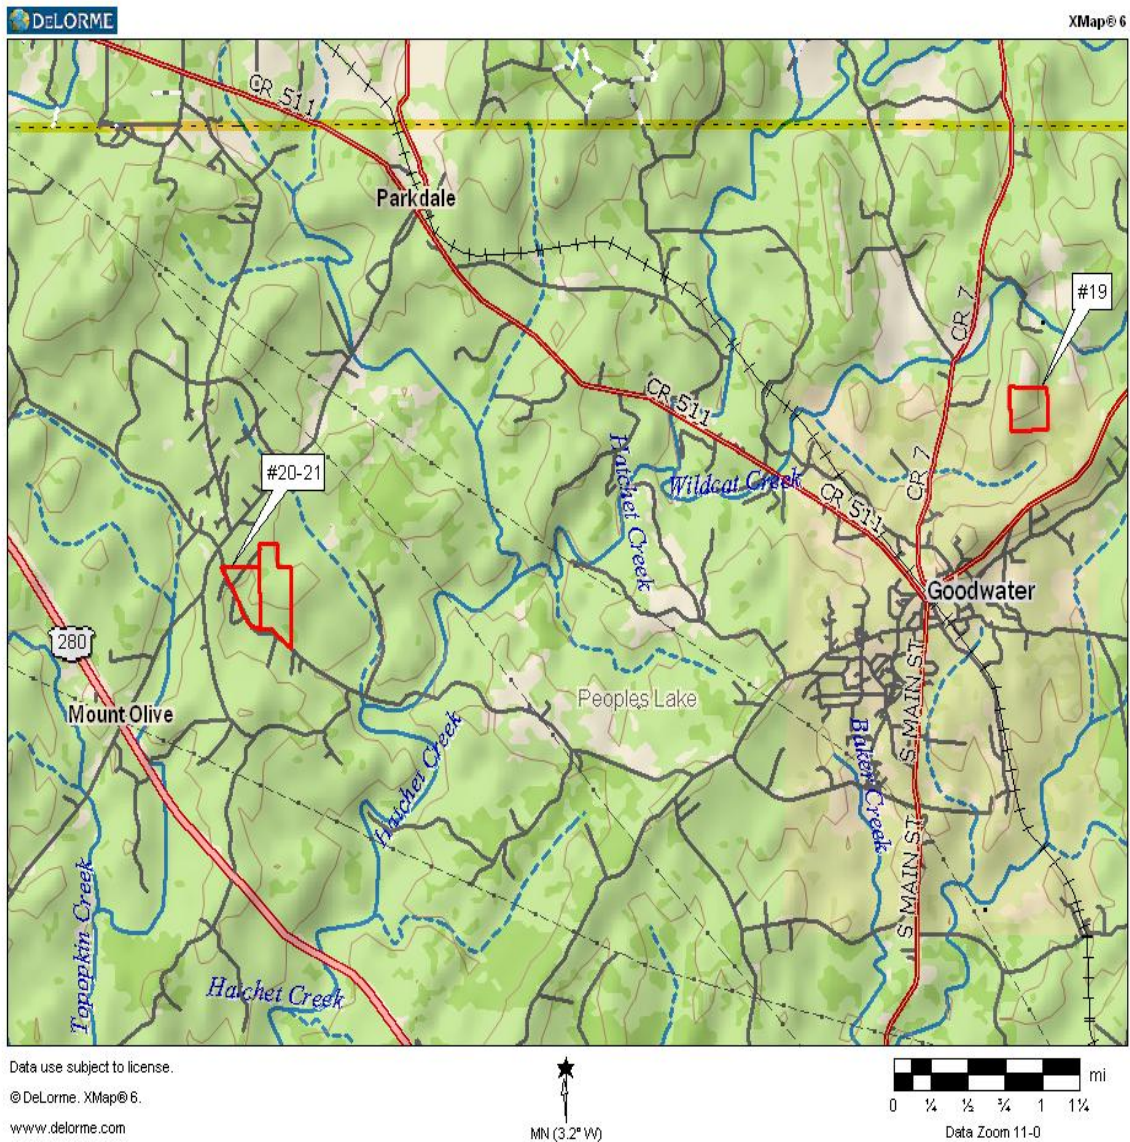 DELORME
XMap® 6
CR 511
Parkdale
#19
CR 7
CR 511
Hatchet Creek
Wildcat Creek
CR 7
CR 511
#20-21
Goodwater
280
Peoples Lake
S MAIN ST
Mount Olive
Hatchet Creek
Baker Creek
S MAIN ST
Topopkin Creek
Hatchet Creek
Data use subject to license.
© DeLorme. XMap® 6.
www.delorme.com
MN (3.2° W)
mi
0 ¼ ½ ¾ 1 1¼
Data Zoom 11-0